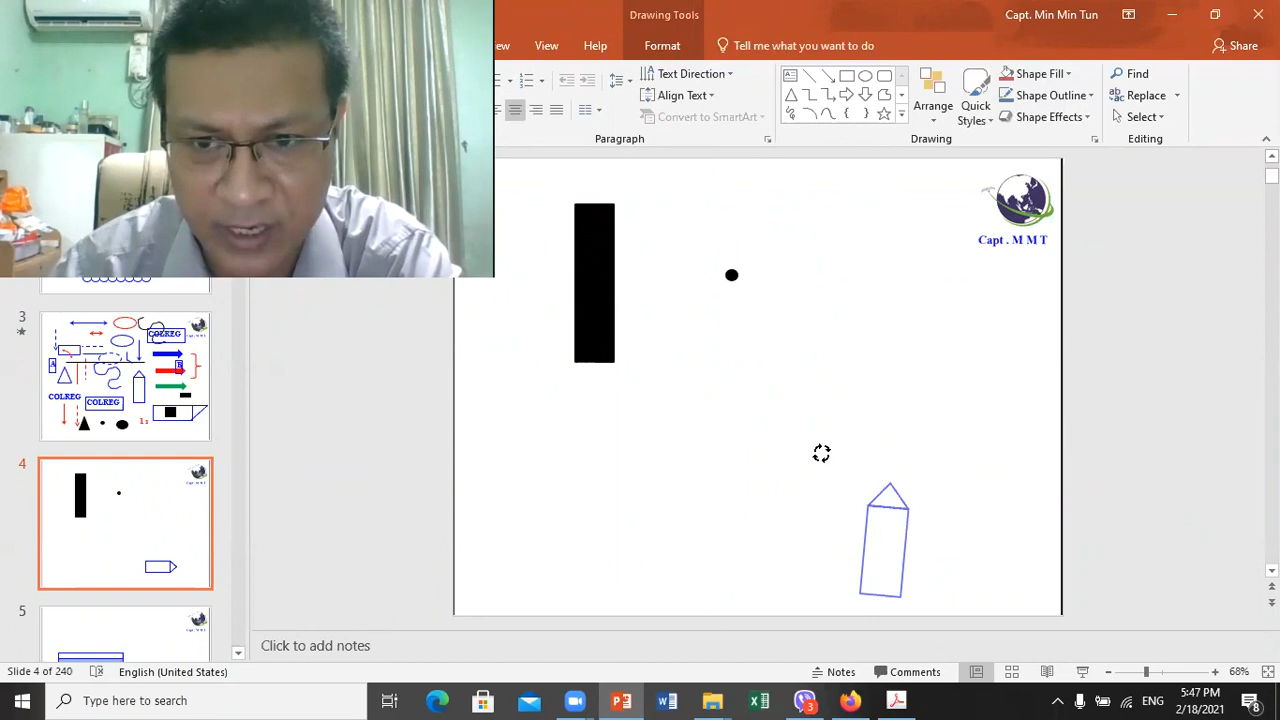 Drawing Tools
Capt. Min Min Tun
View
Help
Format
Tell me what you want to do
Share
Text Direction
Align Text
Convert to SmartArt
Paragraph
Arrange
Quick
Styles
Shape Fill
Shape Outline
Shape Effects
Drawing
Find
Replace
Select
Editing
Capt . M M T
3
COLREG
A
B
COLREG
COLREG
4
5
Click to add notes
Slide 4 of 240
English (United States)
Notes
Comments
68%
Type here to search
3
ENG
5:47 PM
2/18/2021
8